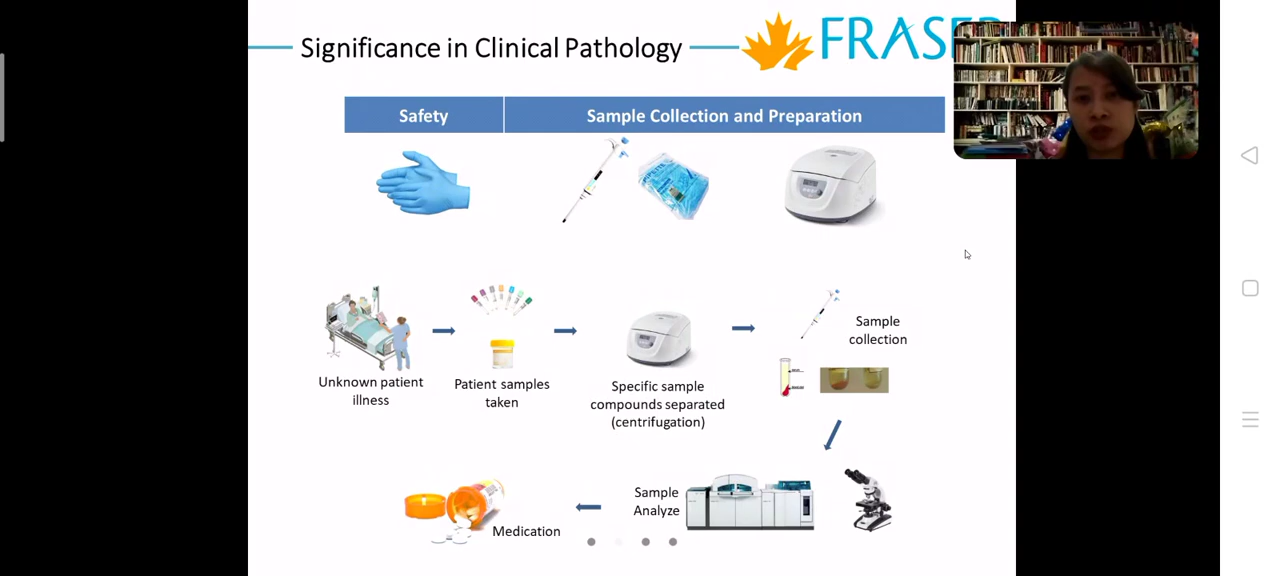 Significance in Clinical Pathology
Safety
Sample Collection and Preparation
Unknown patient
illness
Patient samples
taken
Specific sample
compounds separated
(centrifugation)
Sample
collection
Sample
Analyze
Medication